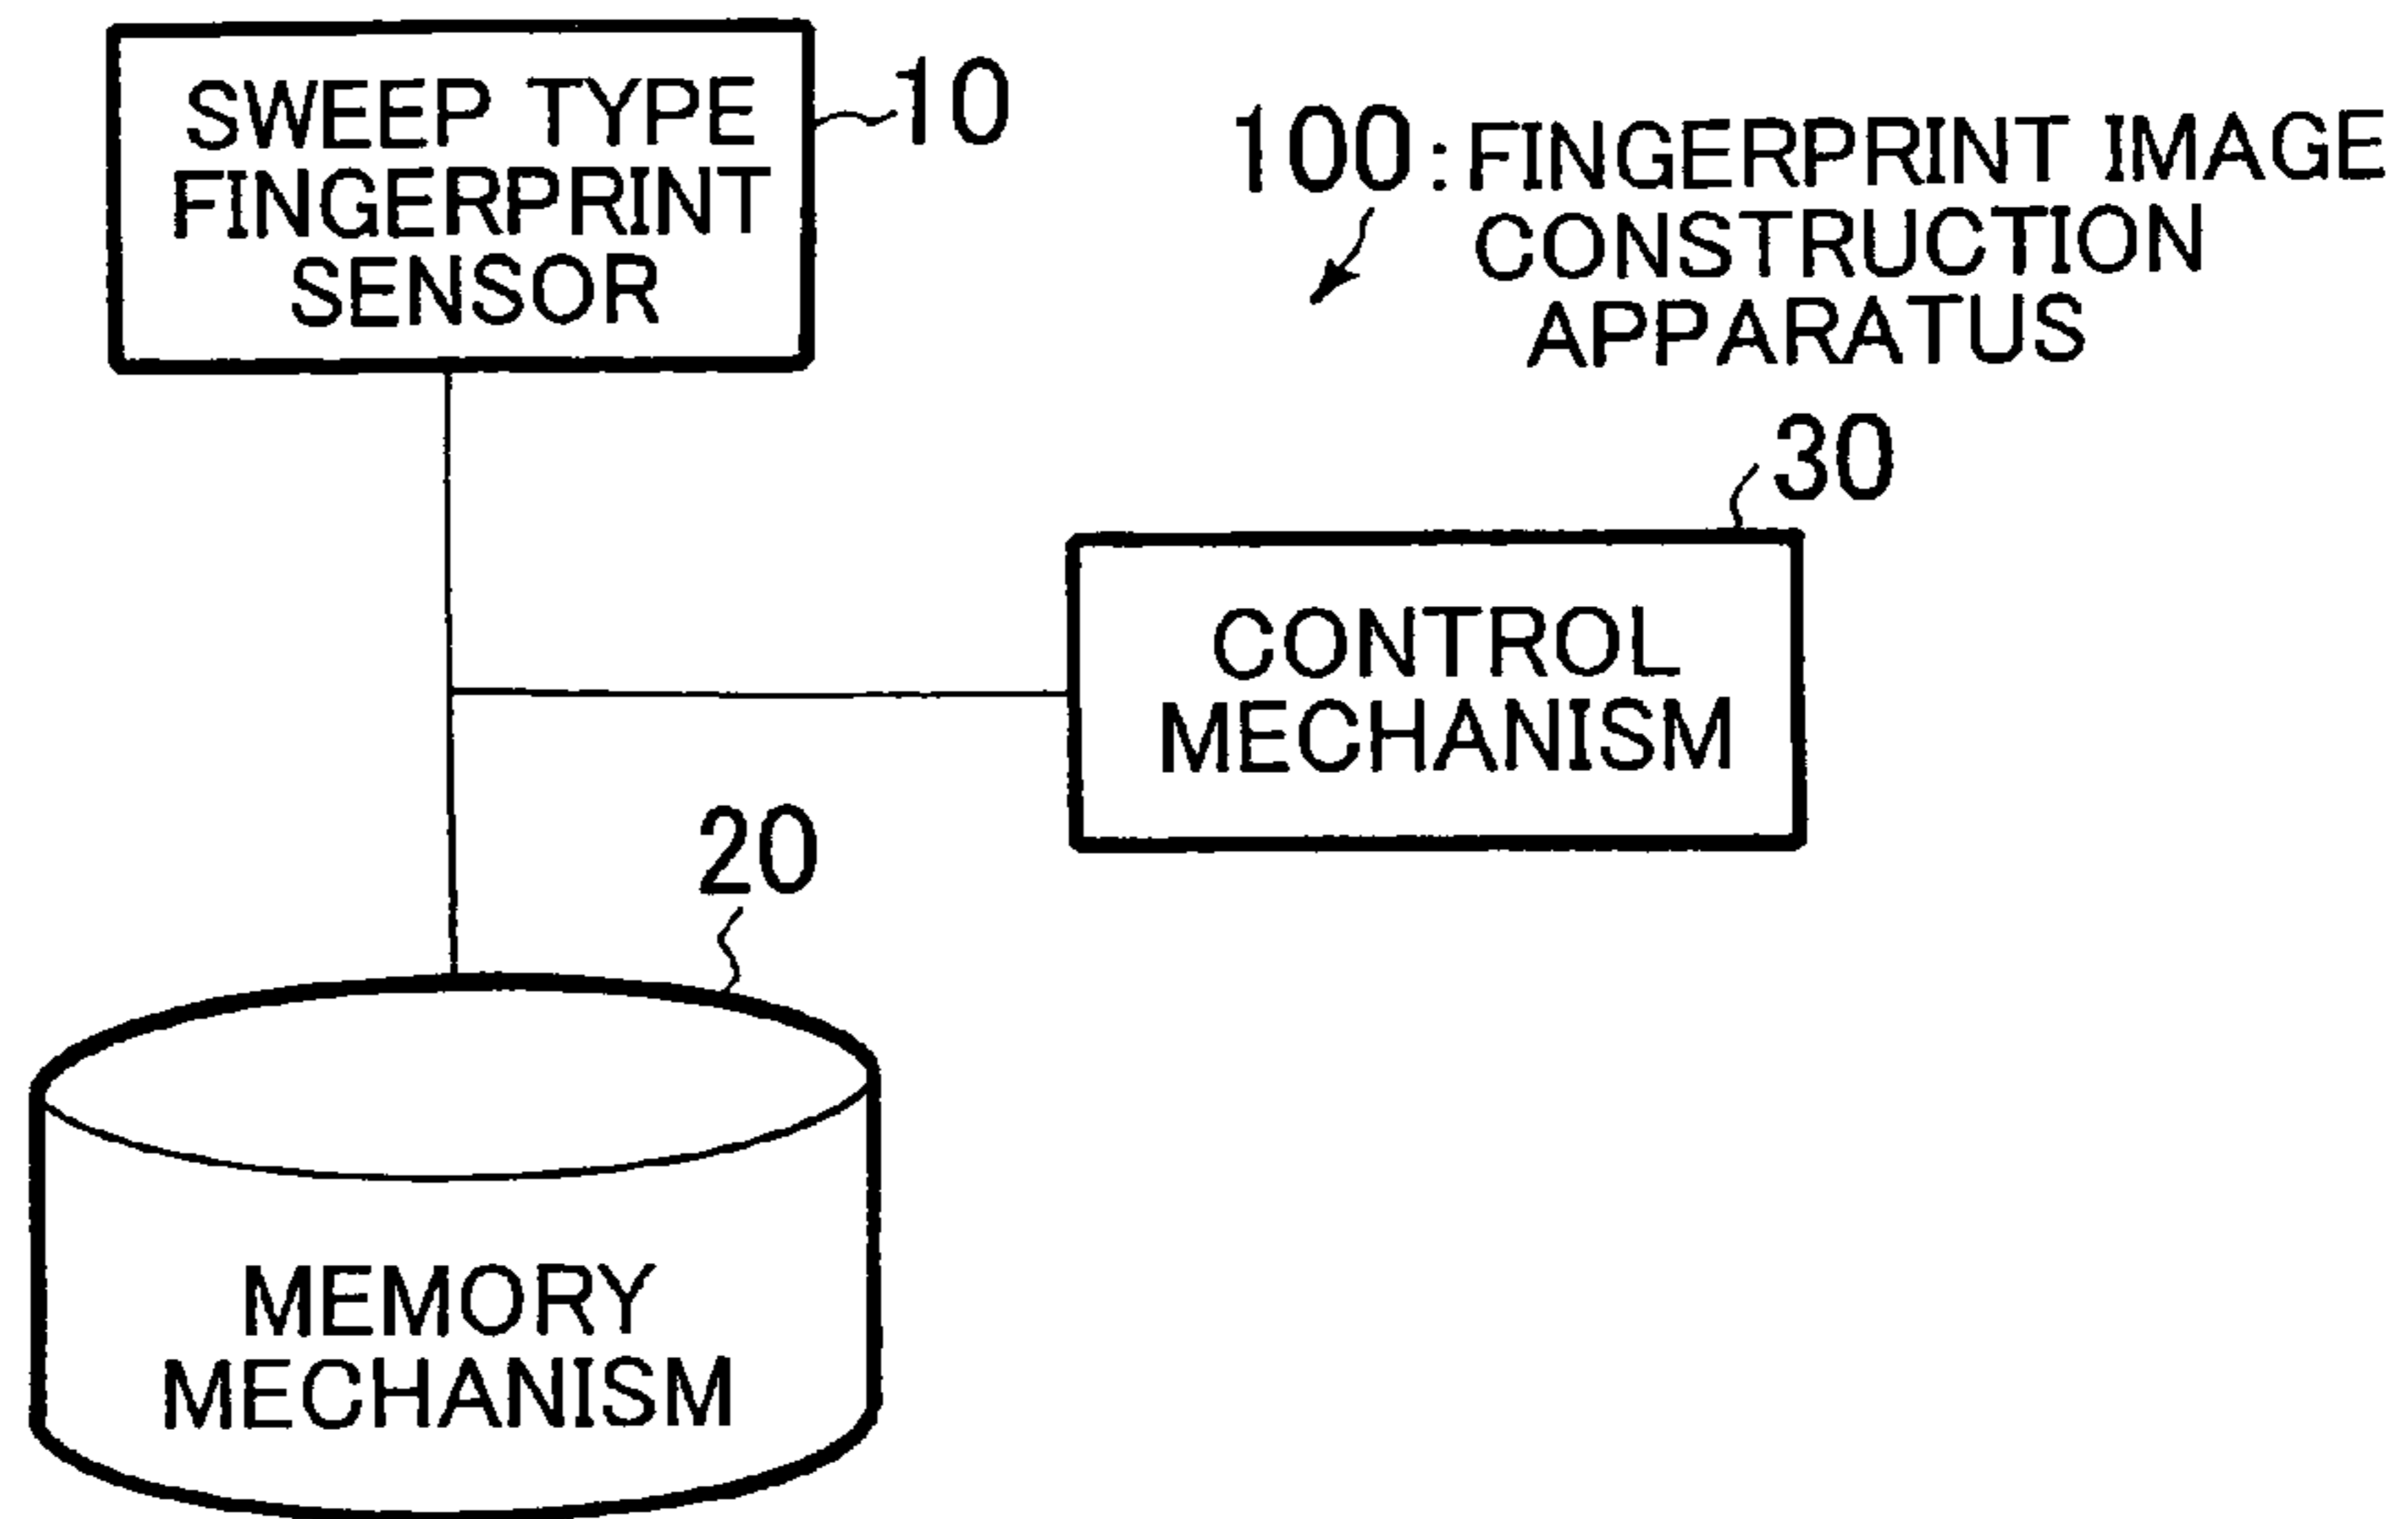 SWEEP TYPE
FINGERPRINT
SENSOR
10
100: FINGERPRINT IMAGE
CONSTRUCTION
APPARATUS
30
CONTROL
MECHANISM
20
MEMORY
MECHANISM